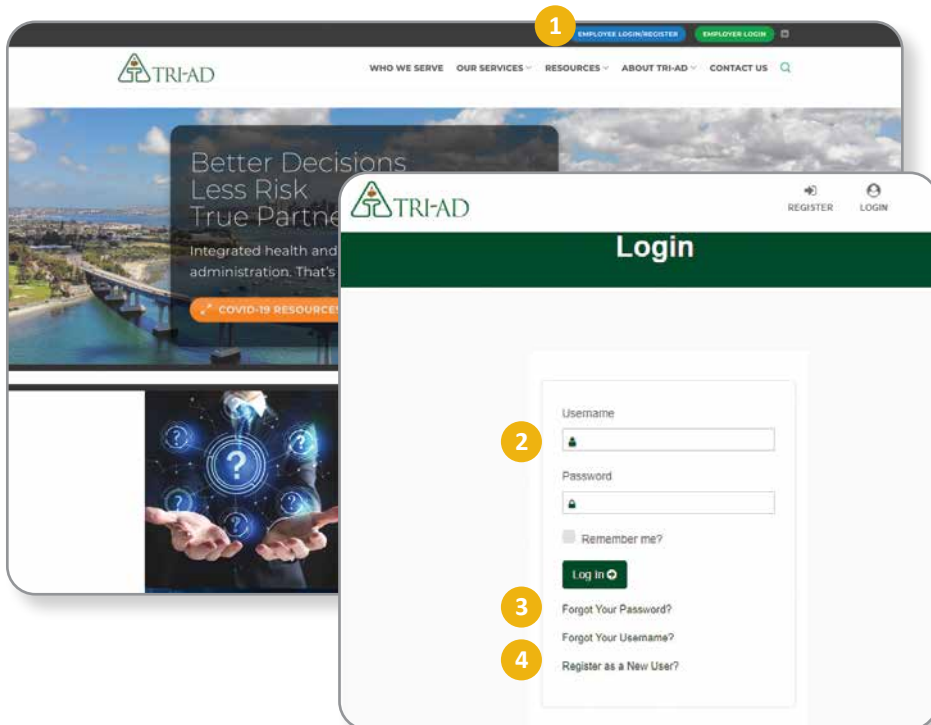 1
EMPLOYEE LOGIN/REGISTER
EMPLOYER LOGIN
TRI-AD
WHO WE SERVE OUR SERVICES RESOURCES ABOUT TRI-AD CONTACT US
Better Decisions
Less Risk
True Partne
Integrated health and
administration. That's
COVID-19 RESOURCES
TRI-AD
REGISTER LOGIN
Login
Username
2
Password
Remember me?
Log In
3 Forgot Your Password?
Forgot Your Username?
4 Register as a New User?
? ? ? ? ? ? ?